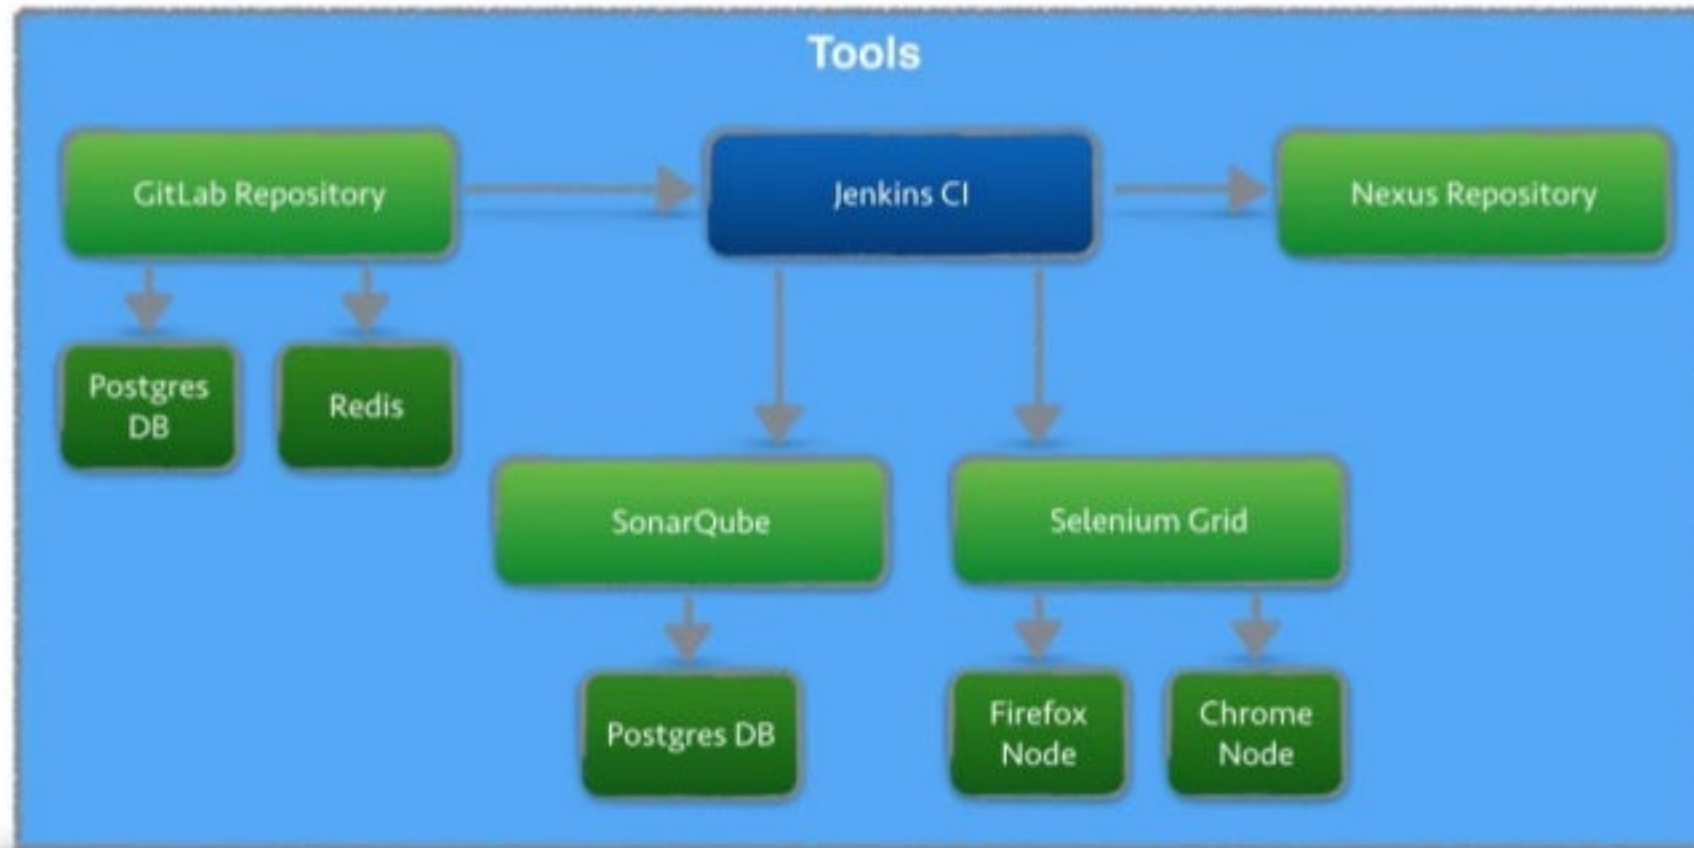 Tools
GitLab Repository
Jenkins CI
Nexus Repository
Postgres
DB
Redis
SonarQube
Selenium Grid
Postgres DB
Firefox
Node
Chrome
Node